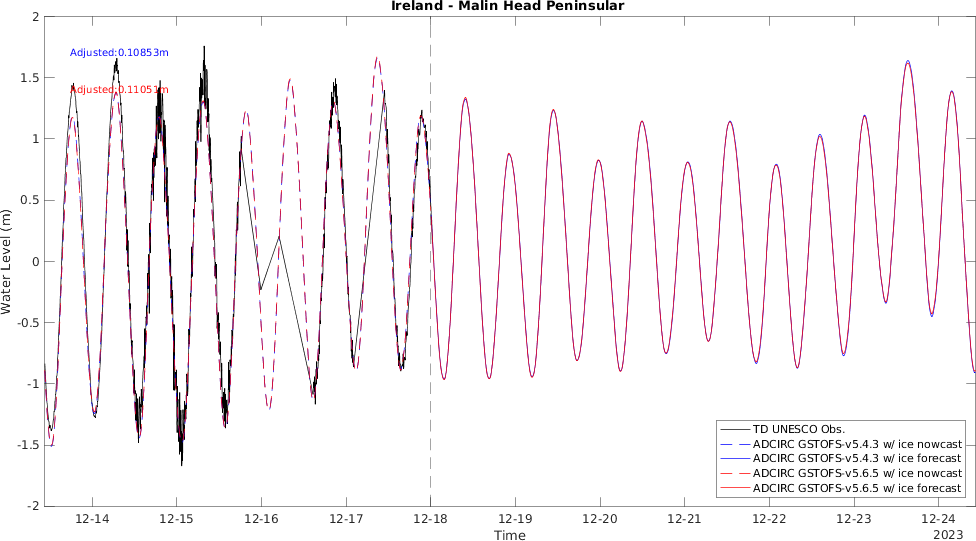 Ireland - Malin Head Peninsular
Adjusted:0.10853m
Adjusted:0.11051m
Water Level (m)
2
1.5
1
0.5
0
-0.5
-1
-1.5
-2
TD UNESCO Obs.
ADCIRC GSTOFS-v5.4.3 w/ ice nowcast
ADCIRC GSTOFS-v5.4.3 w/ ice forecast
ADCIRC GSTOFS-v5.6.5 w/ ice nowcast
ADCIRC GSTOFS-v5.6.5 w/ ice forecast
12-14 12-15 12-16 12-17 12-18 12-19 12-20 12-21 12-22 12-23 12-24
Time
2023